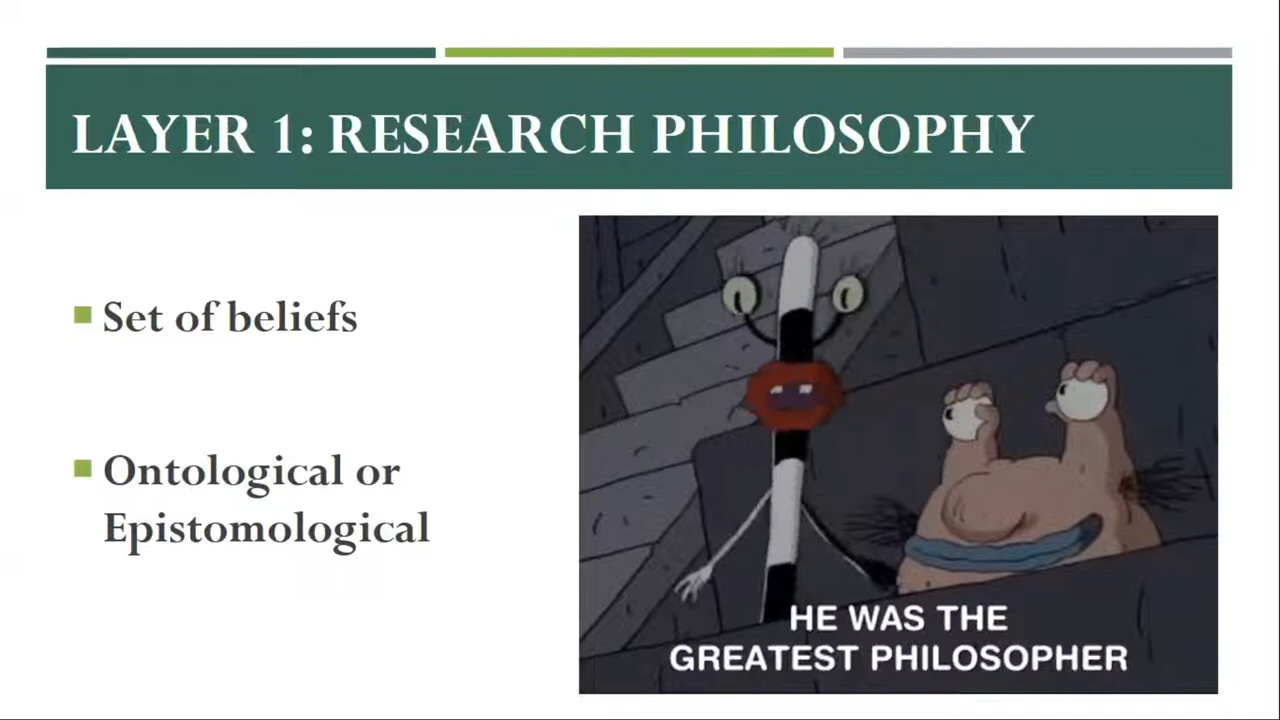 LAYER 1: RESEARCH PHILOSOPHY
Set of beliefs
Ontological or
Epistomological
HE WAS THE
GREATEST PHILOSOPHER